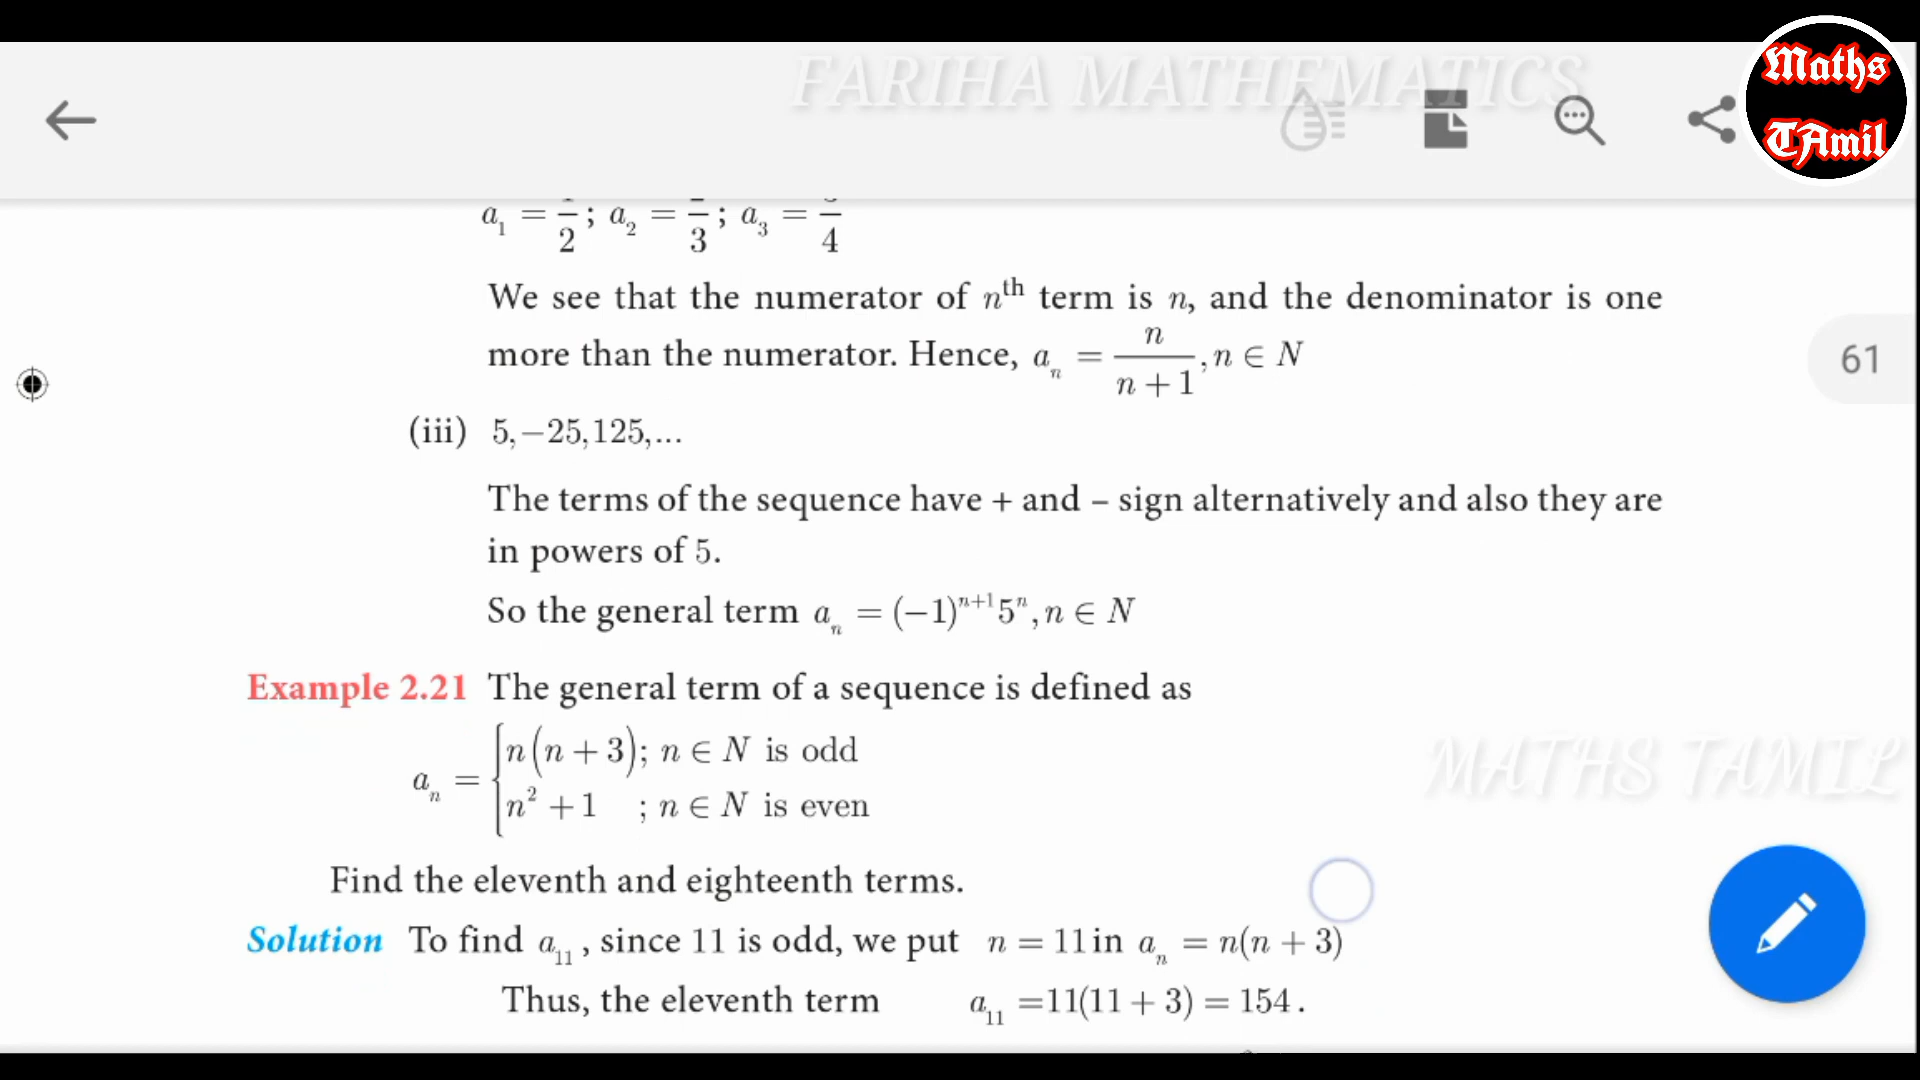 FARIHA MATHEMATICS
Maths
TAmil
a₁ = 1/2; a₂ = 2/3; a₃ = 3/4
We see that the numerator of nᵗʰ term is n, and the denominator is one
more than the numerator. Hence, aₙ = n/(n+1), n ∈ N
61
(iii) 5,−25,125,...
The terms of the sequence have + and – sign alternatively and also they are
in powers of 5.
So the general term aₙ = (−1)ⁿ⁺¹5ⁿ, n ∈ N
Example 2.21 The general term of a sequence is defined as
aₙ = { n(n + 3); n ∈ N is odd
n² + 1 ; n ∈ N is even
MATHS TAMIL
Find the eleventh and eighteenth terms.
Solution To find a₁₁, since 11 is odd, we put n = 11 in aₙ = n(n + 3)
Thus, the eleventh term a₁₁ = 11(11 + 3) = 154.